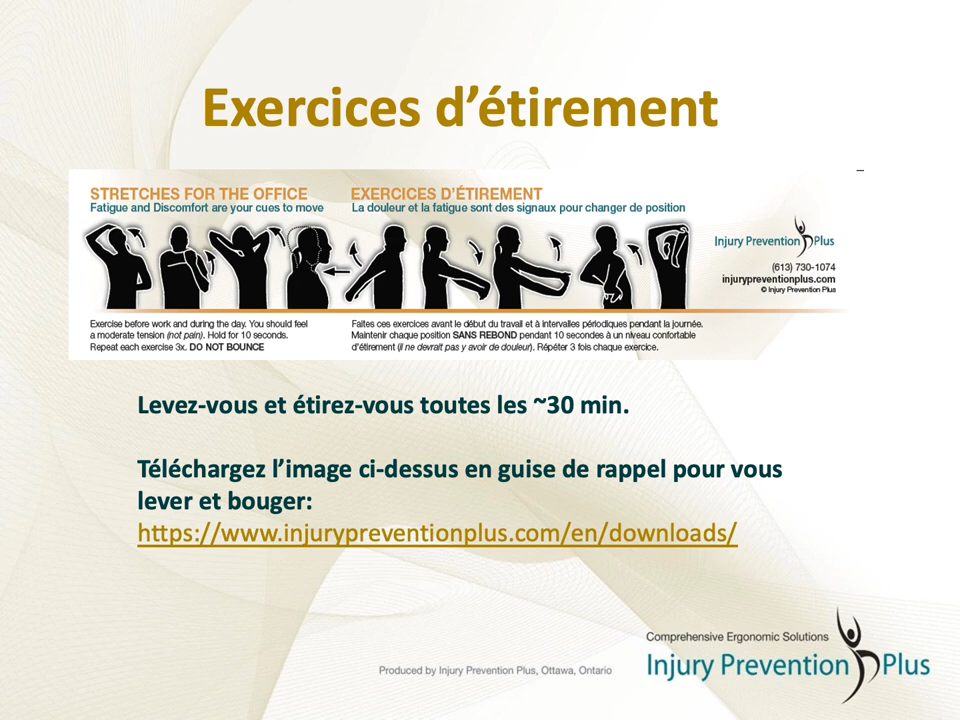 Exercices d’étirement
STRETCHES FOR THE OFFICE
Fatigue and Discomfort are your cues to move
EXERCICES D’ÉTIREMENT
La douleur et la fatigue sont des signaux pour changer de position
Injury Prevention Plus
(613) 730-1074
injurypreventionplus.com
© Injury Prevention Plus
Exercise before work and during the day. You should feel
a moderate tension (not pain). Hold for 10 seconds.
Repeat each exercise 3x. DO NOT BOUNCE
Faites ces exercices avant le début du travail et à intervalles périodiques pendant la journée.
Maintenir chaque position SANS REBOND pendant 10 secondes à un niveau confortable
d’étirement (il ne devrait pas y avoir de douleur). Répéter 3 fois chaque exercice.
Levez-vous et étirez-vous toutes les ~30 min.
Téléchargez l’image ci-dessus en guise de rappel pour vous
lever et bouger:
https://www.injurypreventionplus.com/en/downloads/
Comprehensive Ergonomic Solutions
Injury Prevention Plus
Produced by Injury Prevention Plus, Ottawa, Ontario